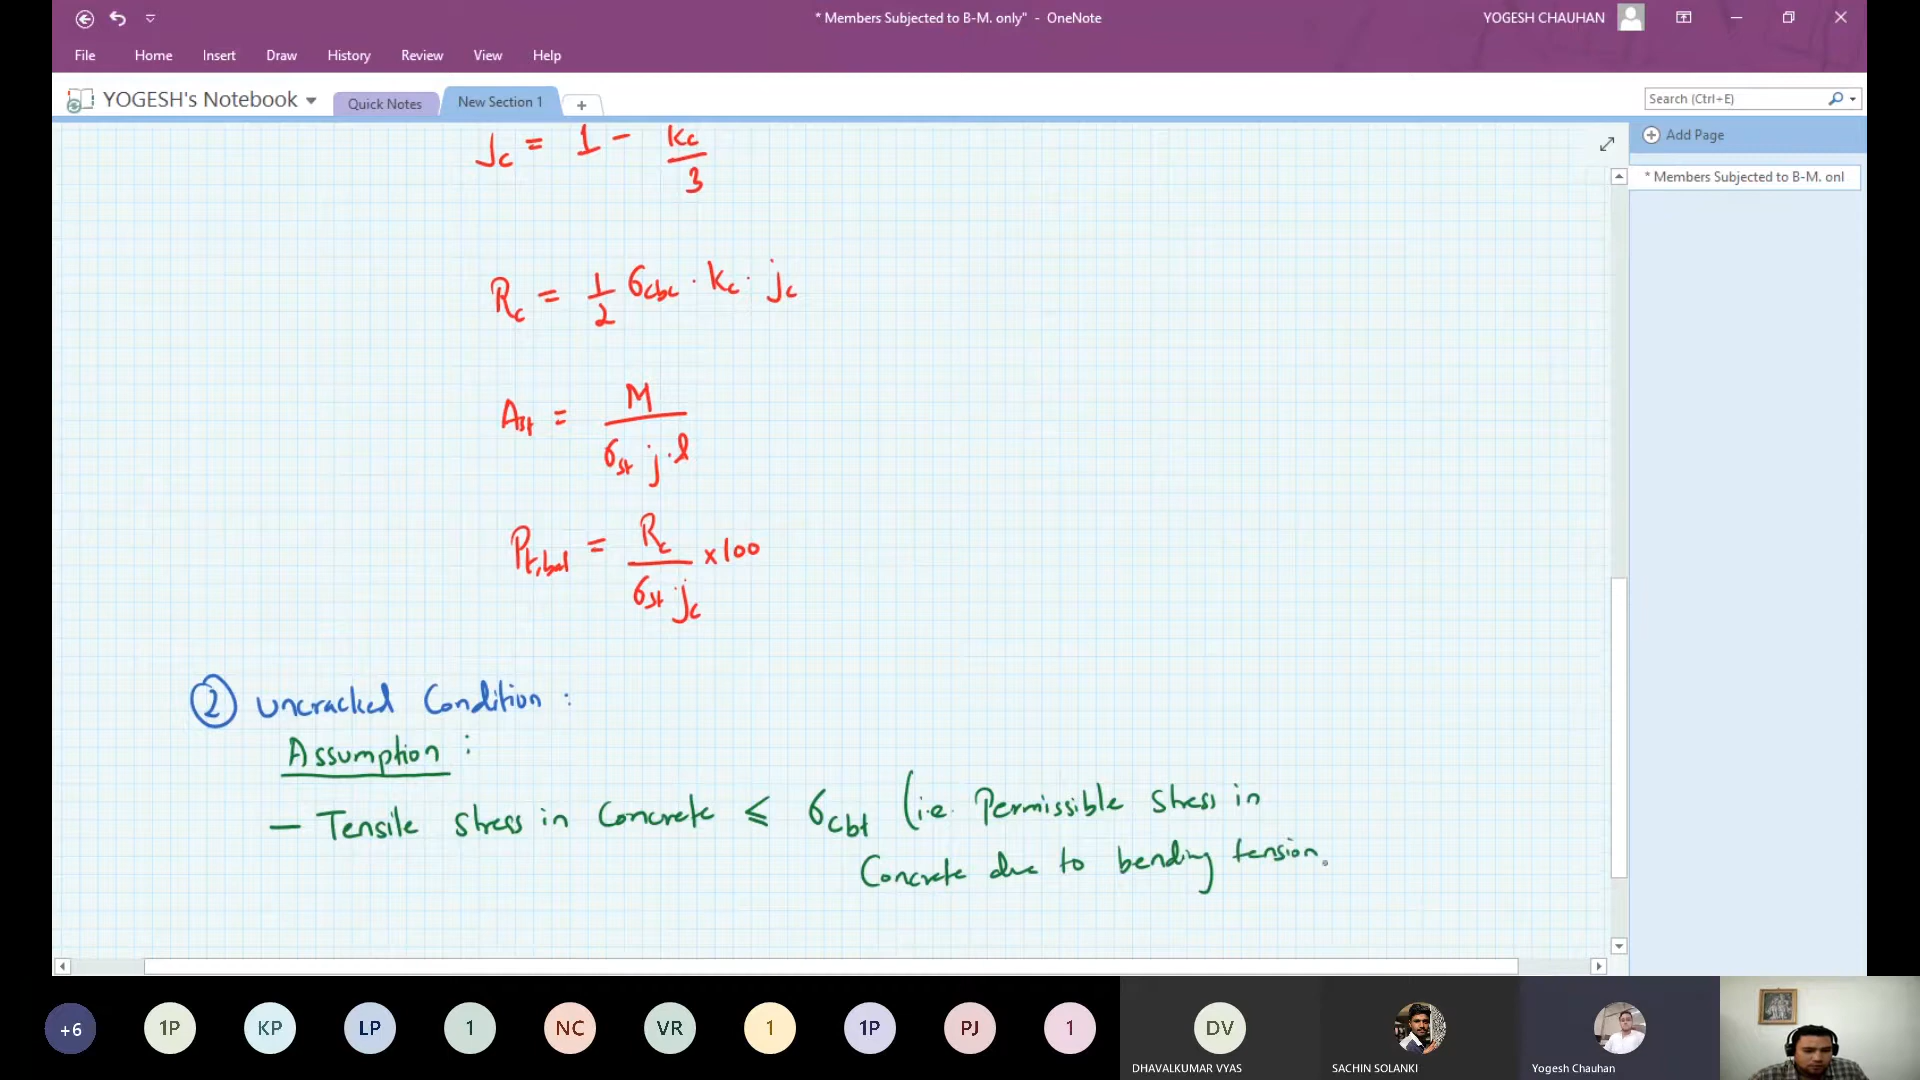 * Members Subjected to B-M. only" - OneNote
YOGESH CHAUHAN
File Home Insert Draw History Review View Help
YOGESH's Notebook
Quick Notes
New Section 1
Search (Ctrl+E)
Add Page
* Members Subjected to B-M. onl
jc = 1 - kc/3
Rc = 1/2 σcbc · kc · jc
Ast = M / σst j · d
Pt,bal = Rc / σst jc × 100
② Uncracked Condition :
Assumption :
— Tensile stress in Concrete ≤ σcbt (i.e. Permissible stress in
Concrete due to bending tension.
+6 1P KP LP 1 NC VR 1 1P PJ 1 DV
DHAVALKUMAR VYAS
SACHIN SOLANKI
Yogesh Chauhan